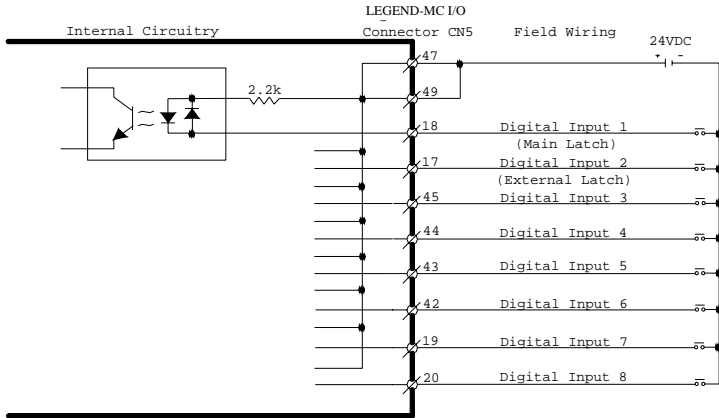 LEGEND-MC I/O
Internal Circuitry
Connector CN5
Field Wiring
24VDC
+ -
47
2.2k
49
18
Digital Input 1
(Main Latch)
17
Digital Input 2
(External Latch)
45
Digital Input 3
44
Digital Input 4
43
Digital Input 5
42
Digital Input 6
19
Digital Input 7
20
Digital Input 8